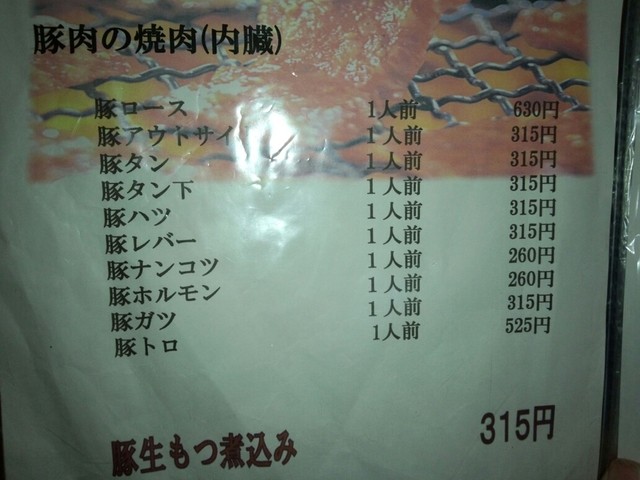 豚肉の焼肉(内臓)
豚ロース 1人前 630円
豚アウトサイ 1人前 315円
豚タン 1人前 315円
豚タン下 1人前 315円
豚ハツ 1人前 315円
豚レバー 1人前 315円
豚ナンコツ 1人前 260円
豚ホルモン 1人前 260円
豚ガツ 1人前 315円
豚トロ 1人前 525円
豚生もつ煮込み 315円